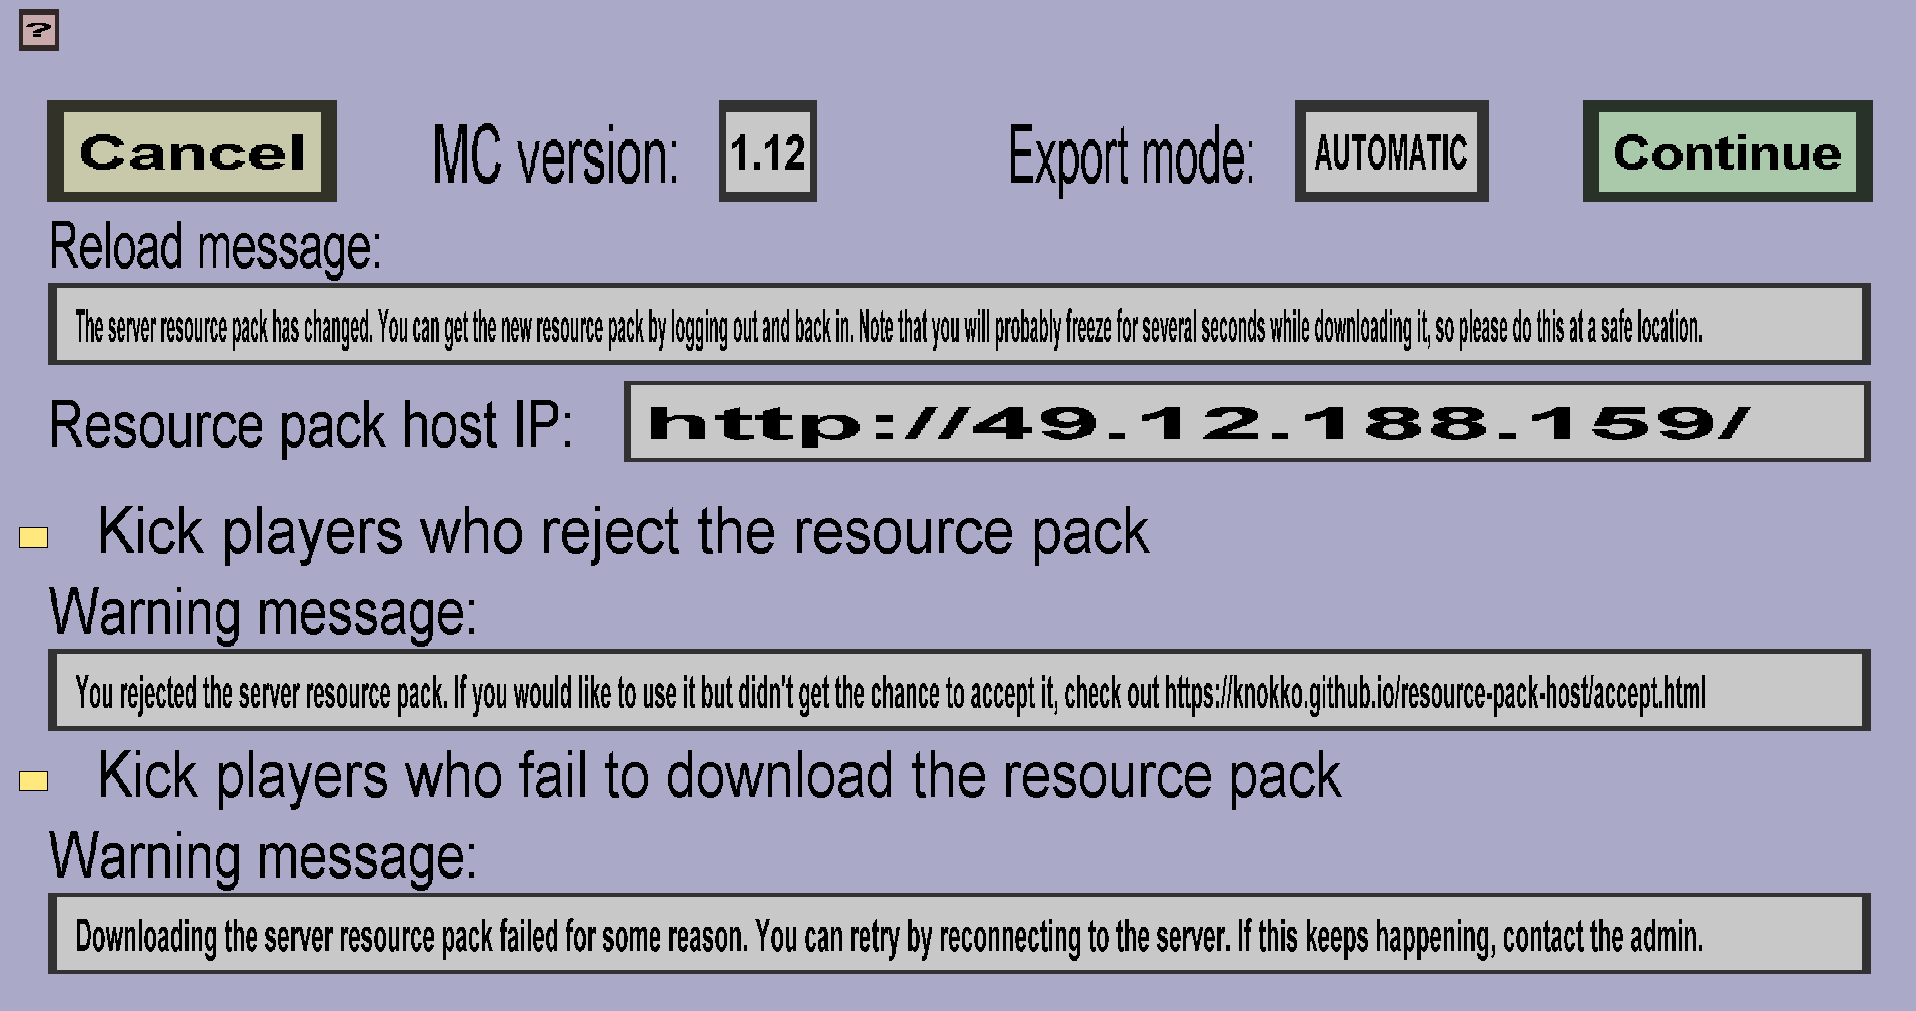 ?
Cancel MC version: 1.12 Export mode: AUTOMATIC Continue
Reload message:
The server resource pack has changed. You can get the new resource pack by logging out and back in. Note that you will probably freeze for several seconds while downloading it, so please do this at a safe location.
Resource pack host IP: http://49.12.188.159/
Kick players who reject the resource pack
Warning message:
You rejected the server resource pack. If you would like to use it but didn't get the chance to accept it, check out https://knokko.github.io/resource-pack-host/accept.html
Kick players who fail to download the resource pack
Warning message:
Downloading the server resource pack failed for some reason. You can retry by reconnecting to the server. If this keeps happening, contact the admin.